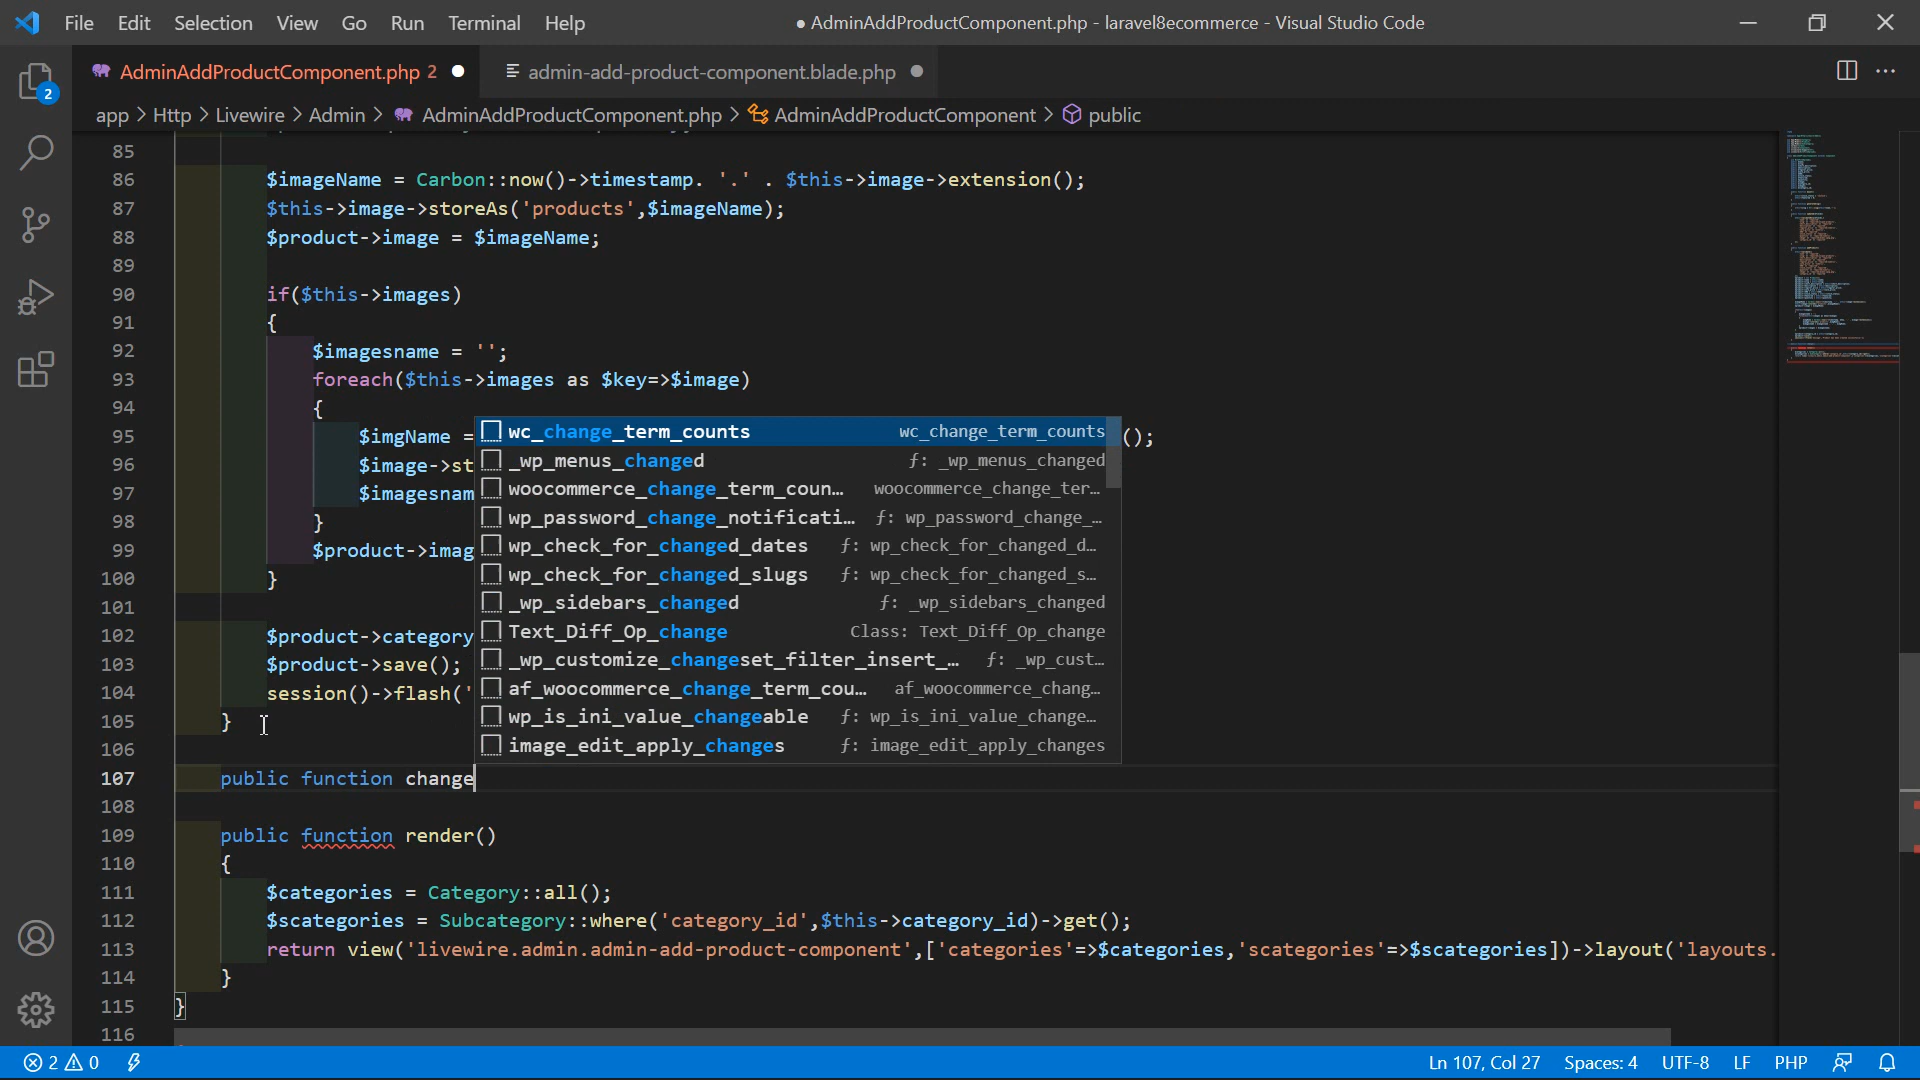 File Edit Selection View Go Run Terminal Help
● AdminAddProductComponent.php - laravel8ecommerce - Visual Studio Code
AdminAddProductComponent.php 2 ●
admin-add-product-component.blade.php ●
2
app > Http > Livewire > Admin > AdminAddProductComponent.php > AdminAddProductComponent > public
85
86 $imageName = Carbon::now()->timestamp. '.' . $this->image->extension();
87 $this->image->storeAs('products',$imageName);
88 $product->image = $imageName;
89
90 if($this->images)
91 {
92 $imagesname = '';
93 foreach($this->images as $key=>$image)
94 {
95 $imgName = ();
96 $image->st
97 $imagesnam
98 }
99 $product->imag
100 }
101
102 $product->category
103 $product->save();
104 session()->flash('
105 }
106
107 public function change
108
109 public function render()
110 {
111 $categories = Category::all();
112 $scategories = Subcategory::where('category_id',$this->category_id)->get();
113 return view('livewire.admin.admin-add-product-component',['categories'=>$categories,'scategories'=>$scategories])->layout('layouts.
114 }
115 }
116
wc_change_term_counts wc_change_term_counts
_wp_menus_changed ƒ: _wp_menus_changed
woocommerce_change_term_coun… woocommerce_change_ter…
wp_password_change_notificati… ƒ: wp_password_change_…
wp_check_for_changed_dates ƒ: wp_check_for_changed_d…
wp_check_for_changed_slugs ƒ: wp_check_for_changed_s…
_wp_sidebars_changed ƒ: _wp_sidebars_changed
Text_Diff_Op_change Class: Text_Diff_Op_change
_wp_customize_changeset_filter_insert_… ƒ: _wp_cust…
af_woocommerce_change_term_cou… af_woocommerce_chang…
wp_is_ini_value_changeable ƒ: wp_is_ini_value_change…
image_edit_apply_changes ƒ: image_edit_apply_changes
2 0
Ln 107, Col 27 Spaces: 4 UTF-8 LF PHP